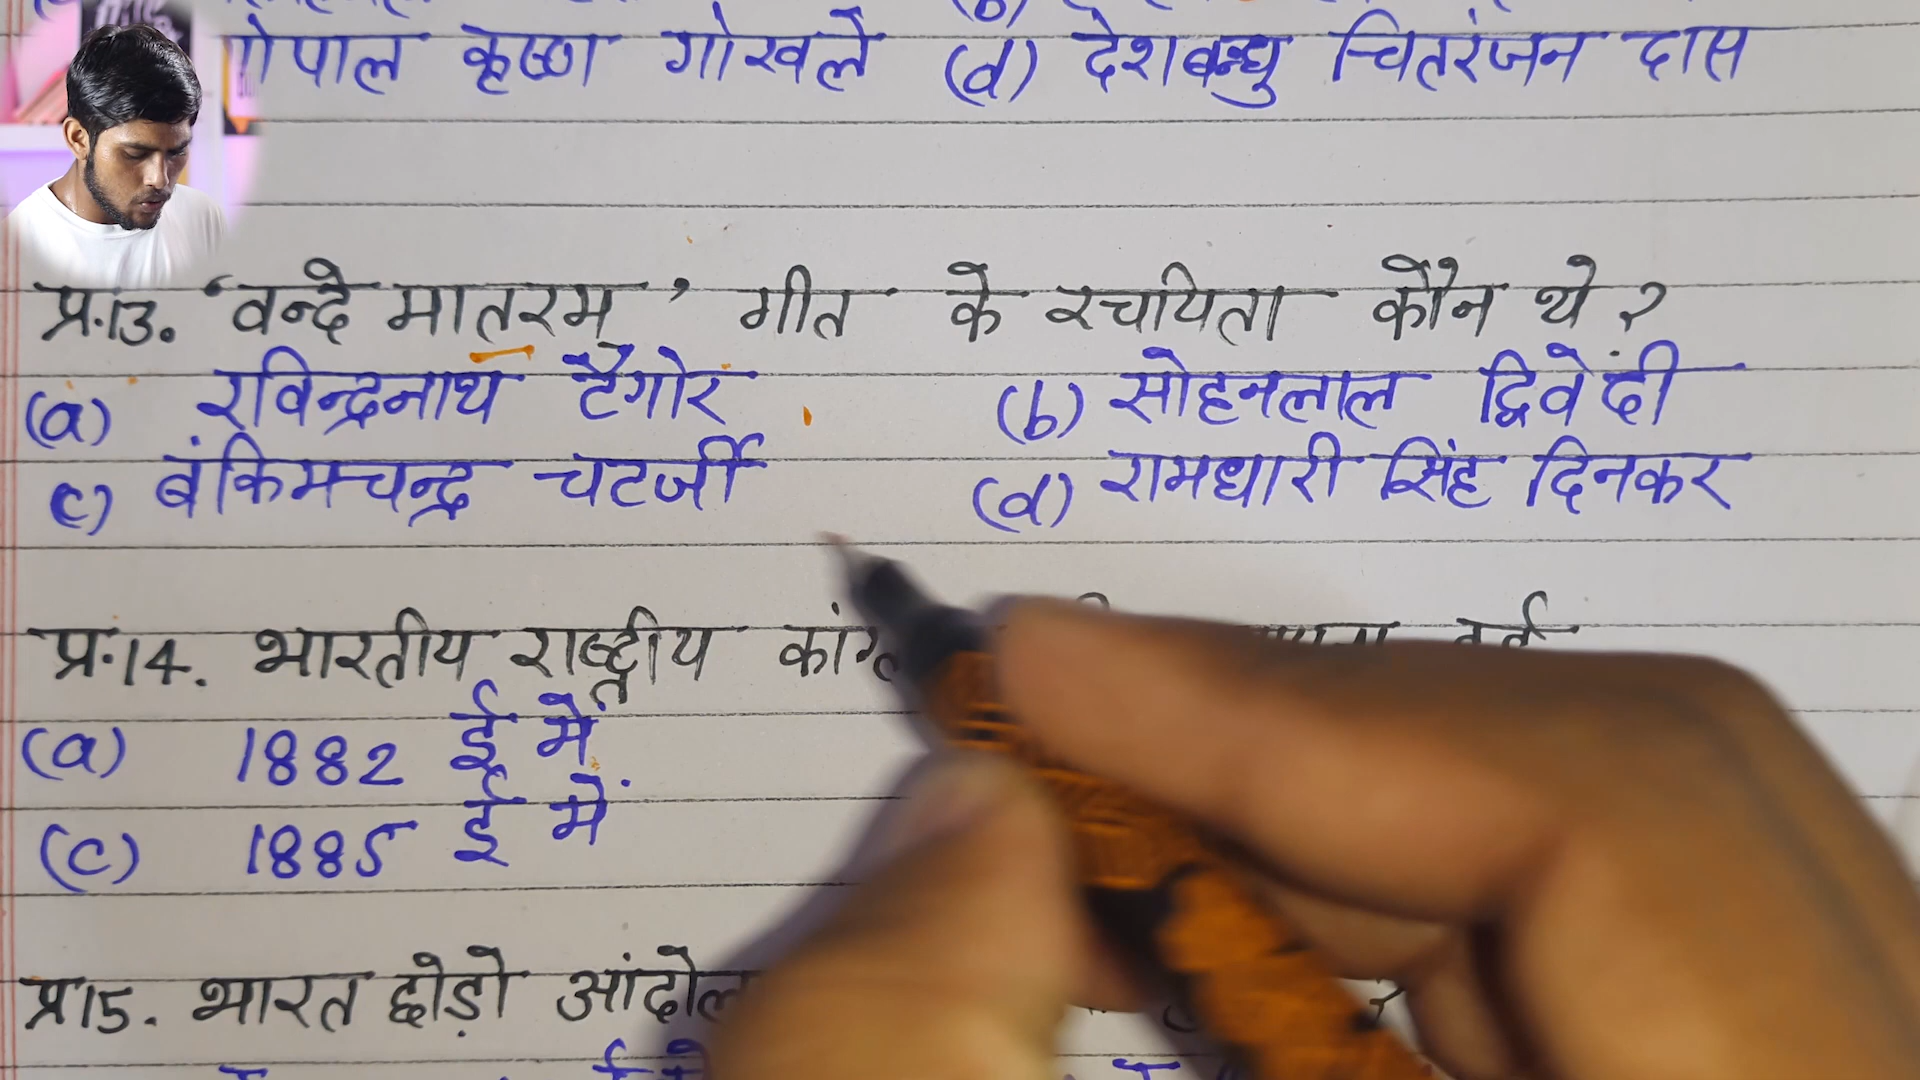 गोपाल कृष्ण गोखले (d) देशबन्धु चितरंजन दास
प्र.13. 'वन्दे मातरम' गीत के रचयिता कौन थे ?
(a) रविन्द्रनाथ टैगोर (b) सोहनलाल द्विवेदी
c) बंकिमचन्द्र चटर्जी (d) रामधारी सिंह दिनकर
प्र.14. भारतीय राष्ट्रीय
(a) 1882 ई में
(c) 1885 ई में
प्र15. भारत छोड़ो